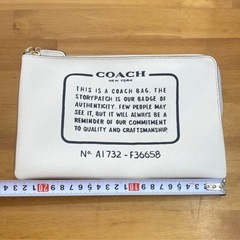 COACH
NEW YORK
THIS IS A COACH BAG. THE
STORYPATCH IS OUR BADGE OF
AUTHENTICITY. FEW PEOPLE MAY
SEE IT, BUT IT WILL ALWAYS BE A
REMINDER OF OUR COMMITMENT
TO QUALITY AND CRAFTSMANSHIP.
Nº A1732-F36658